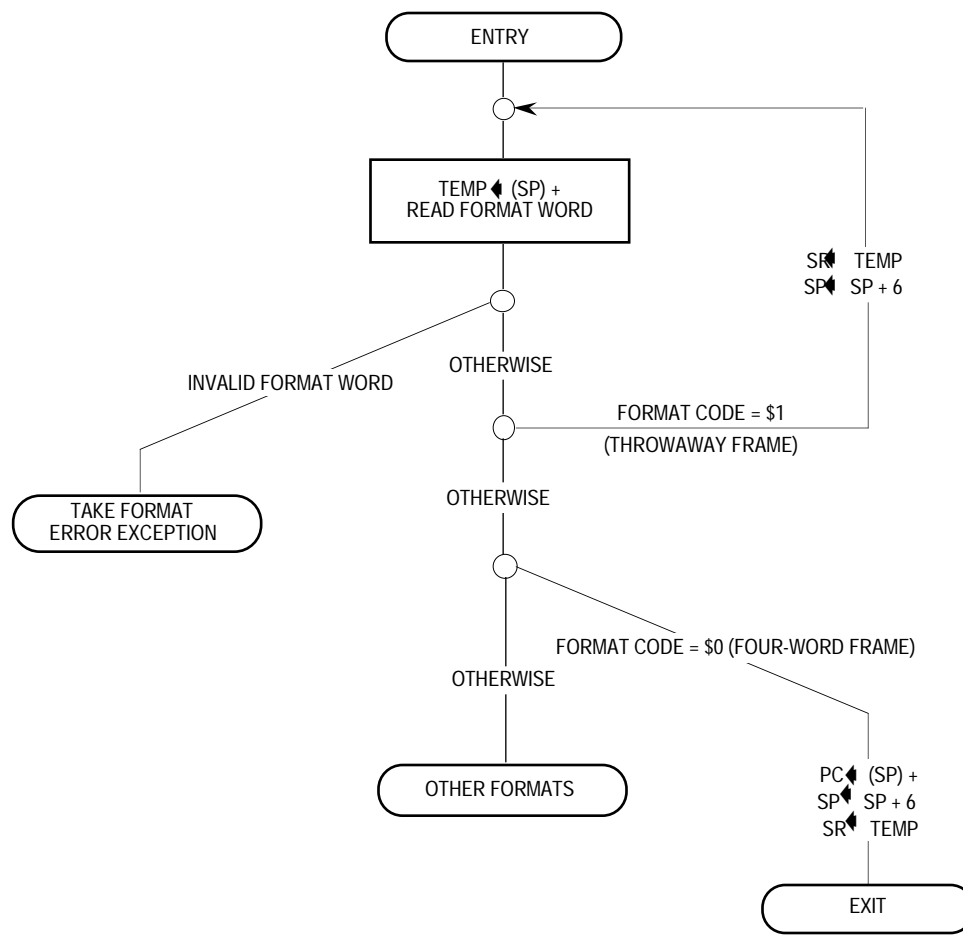 ENTRY
TEMP (SP) +
READ FORMAT WORD
SR TEMP
SP SP + 6
OTHERWISE
INVALID FORMAT WORD
FORMAT CODE = $1
(THROWAWAY FRAME)
OTHERWISE
TAKE FORMAT
ERROR EXCEPTION
FORMAT CODE = $0 (FOUR-WORD FRAME)
OTHERWISE
OTHER FORMATS
PC (SP) +
SP SP + 6
SR TEMP
EXIT